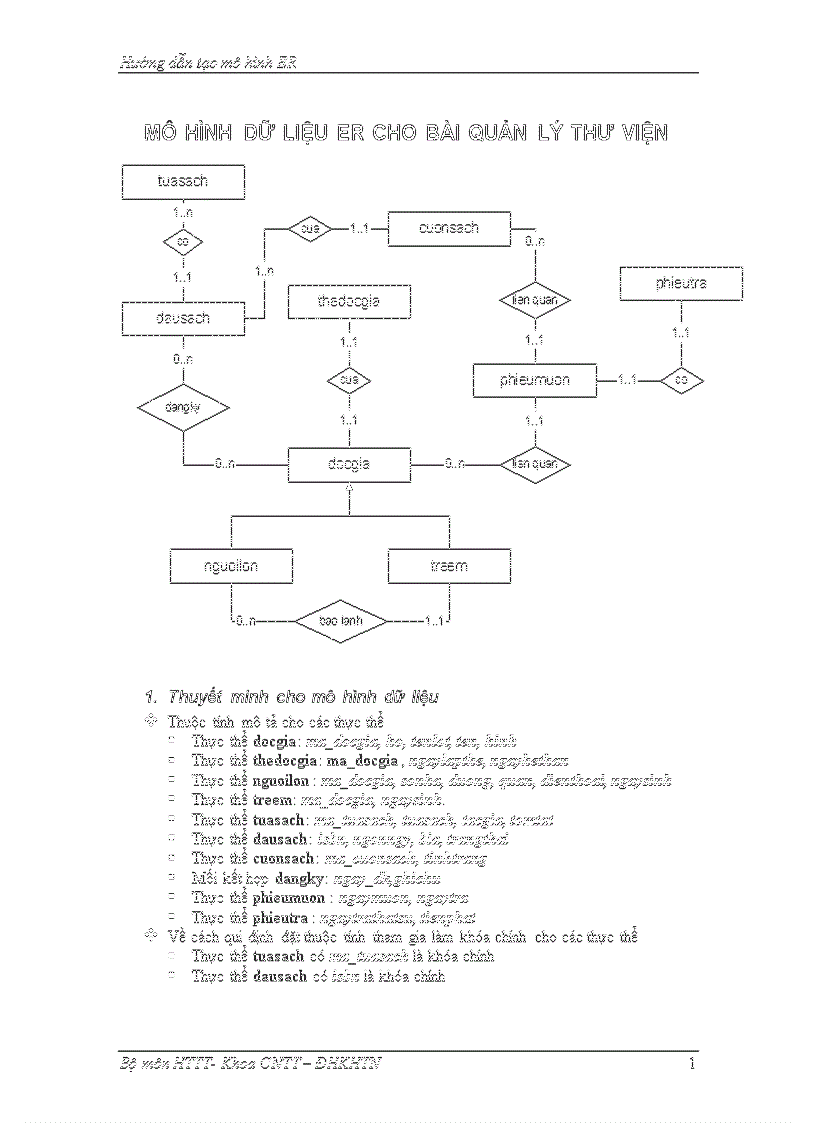 Hướng dẫn tạo mô hình ER
MÔ HÌNH DỮ LIỆU ER CHO BÀI QUẢN LÝ THƯ VIỆN
tuasach
1..n
co
1..1
dausach
cua
1..1
cuonsach
1..n
0..n
thedocgia
lien quan
phieutra
1..1
1..1
1..1
0..n
cua
phieumuon
1..1
co
dangky
1..1
1..1
0..n
docgia
0..n
lien quan
nguoilon
treem
0..n
bao lanh
1..1
1. Thuyết minh cho mô hình dữ liệu
Thuộc tính mô tả cho các thực thể
Thực thể docgia: ma_docgia, ho, tenlot, ten, hinh
Thực thể thedocgia: ma_docgia , ngaylapthe, ngayhethan
Thực thể nguoilon : ma_docgia, sonha, duong, quan, dienthoai, ngaysinh
Thực thể treem: ma_docgia, ngaysinh.
Thực thể tuasach: ma_tuasach, tuasach, tacgia, tomtat
Thực thể dausach: isbn, ngonngu, bia, trangthai
Thực thể cuonsach: ma_cuonsach, tinhtrang
Mối kết hợp dangky: ngay_dk,ghichu
Thực thể phieumuon : ngaymuon, ngaytra
Thực thể phieutra : ngaytrathatsu, tienphat
Về cách qui định đặt thuộc tính tham gia làm khóa chính cho các thực thể
Thực thể tuasach có ma_tuasach là khóa chính
Thực thể dausach có isbn là khóa chính
Bộ môn HTTT- Khoa CNTT – ĐHKHTN 1